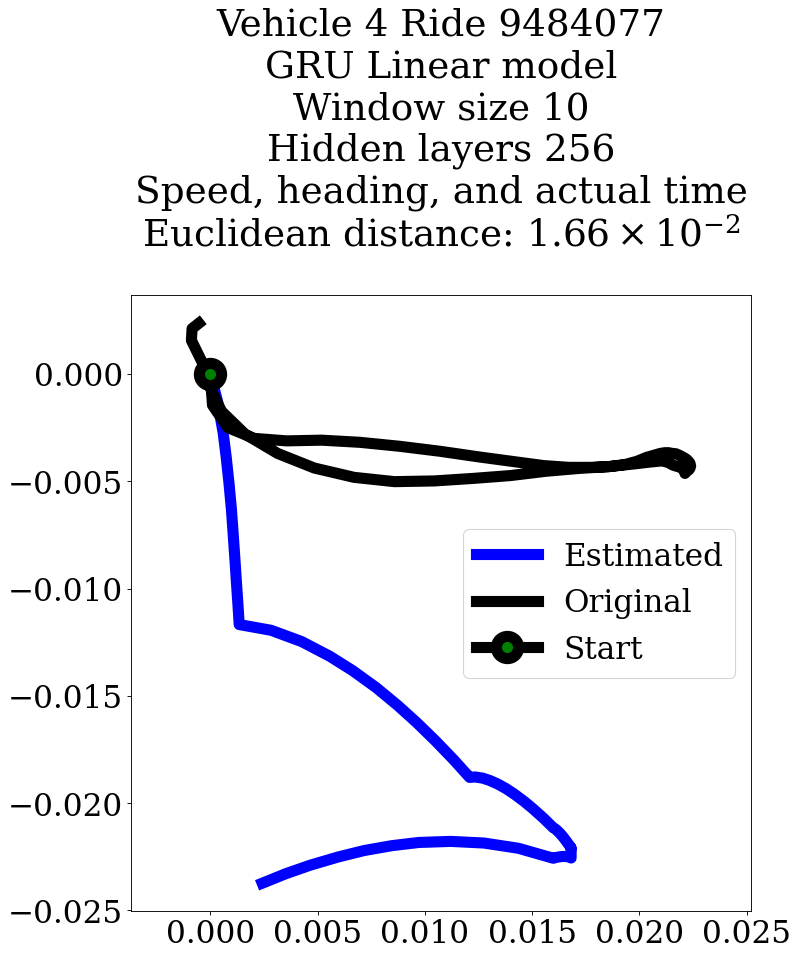 Vehicle 4 Ride 9484077
GRU Linear model
Window size 10
Hidden layers 256
Speed, heading, and actual time
Euclidean distance: 1.66 × 10⁻²
0.000
−0.005
−0.010
−0.015
−0.020
−0.025
Estimated
Original
Start
0.000 0.005 0.010 0.015 0.020 0.025